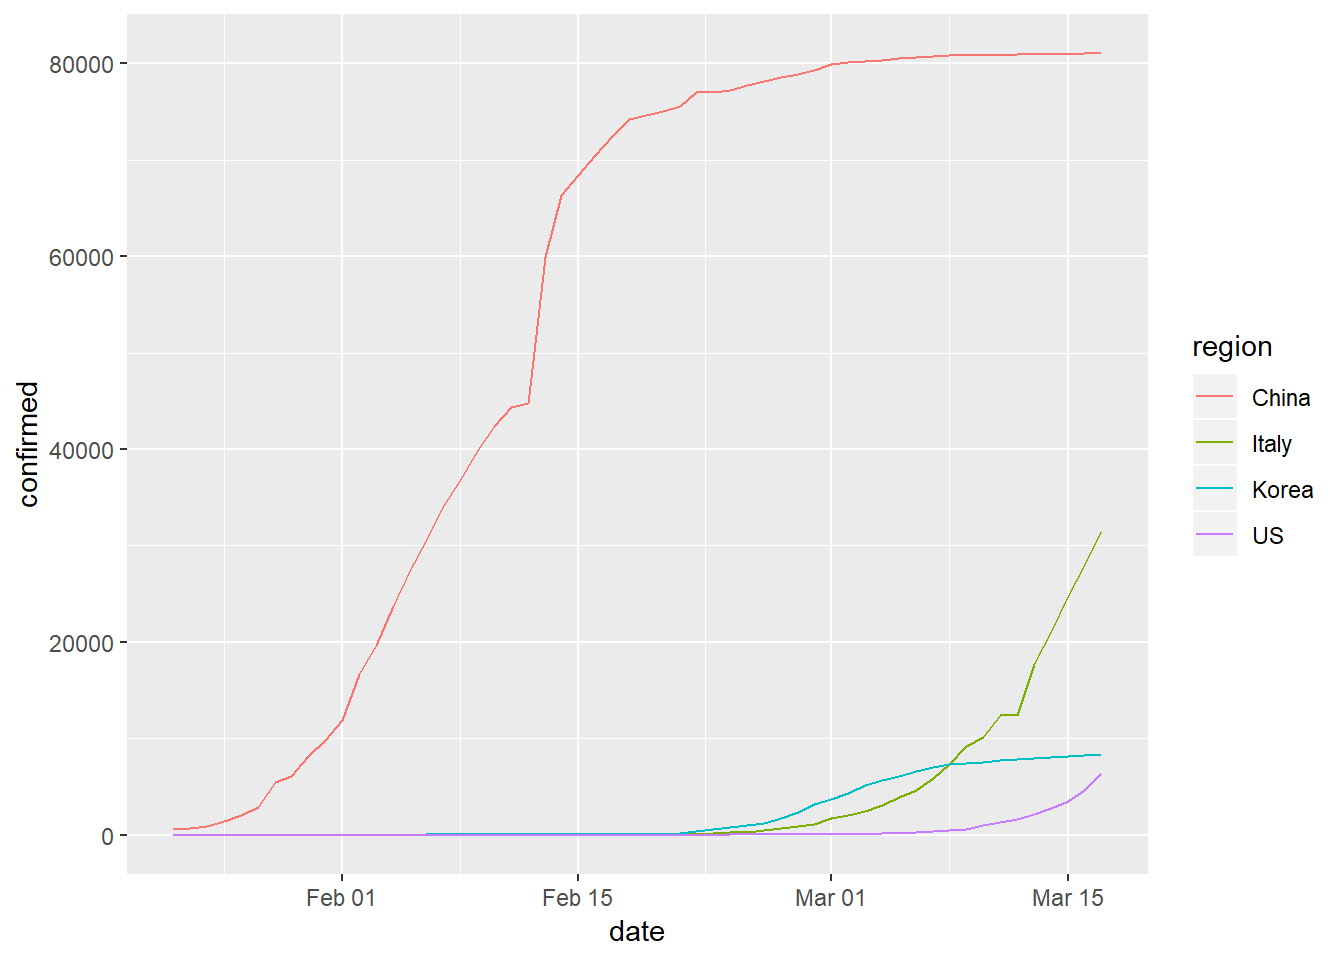 80000
60000
40000
20000
0
confirmed
Feb 01
Feb 15
Mar 01
Mar 15
date
region
China
Italy
Korea
US